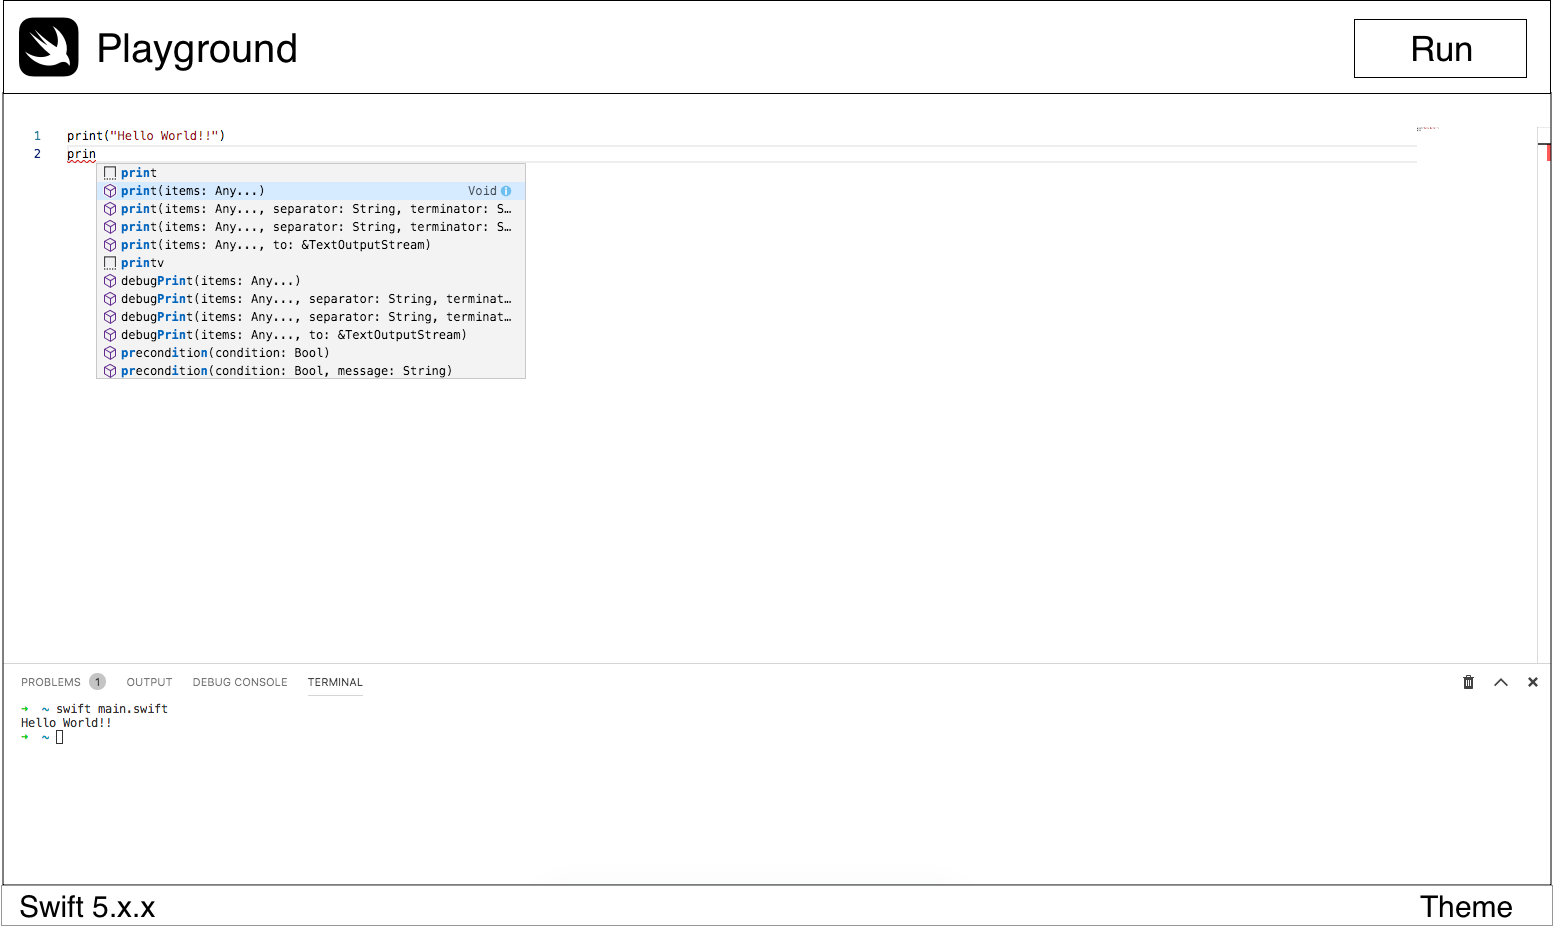 Playground
Run
1 print("Hello World!!")
2 prin
print
print(items: Any...) Void
print(items: Any..., separator: String, terminator: S…
print(items: Any..., separator: String, terminator: S…
print(items: Any..., to: &TextOutputStream)
printv
debugPrint(items: Any...)
debugPrint(items: Any..., separator: String, terminat…
debugPrint(items: Any..., separator: String, terminat…
debugPrint(items: Any..., to: &TextOutputStream)
precondition(condition: Bool)
precondition(condition: Bool, message: String)
PROBLEMS 1 OUTPUT DEBUG CONSOLE TERMINAL
→ ~ swift main.swift
Hello World!!
→ ~
Swift 5.x.x
Theme